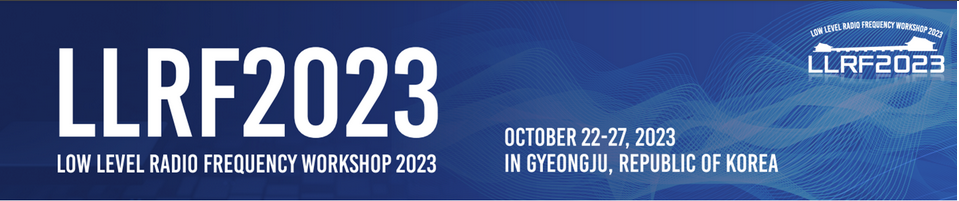 LLRF2023
LOW LEVEL RADIO FREQUENCY WORKSHOP 2023
OCTOBER 22-27, 2023
IN GYEONGJU, REPUBLIC OF KOREA
LOW LEVEL RADIO FREQUENCY WORKSHOP 2023
LLRF2023